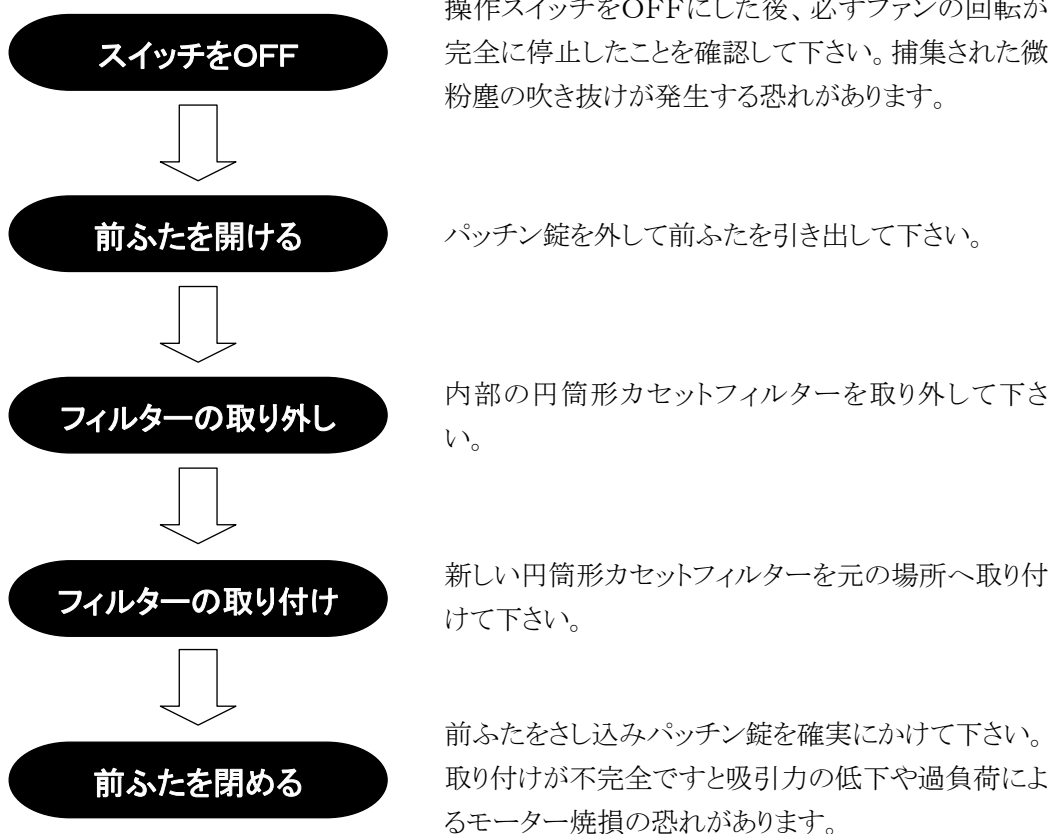 操作スイッチをOFFにした後、必ずファンの回転が
スイッチをOFF
完全に停止したことを確認して下さい。捕集された微
粉塵の吹き抜けが発生する恐れがあります。
前ふたを開ける
パッチン錠を外して前ふたを引き出して下さい。
フィルターの取り外し
内部の円筒形カセットフィルターを取り外して下さ
い。
フィルターの取り付け
新しい円筒形カセットフィルターを元の場所へ取り付
けて下さい。
前ふたを閉める
前ふたをさし込みパッチン錠を確実にかけて下さい。
取り付けが不完全ですと吸引力の低下や過負荷によ
るモーター焼損の恐れがあります。